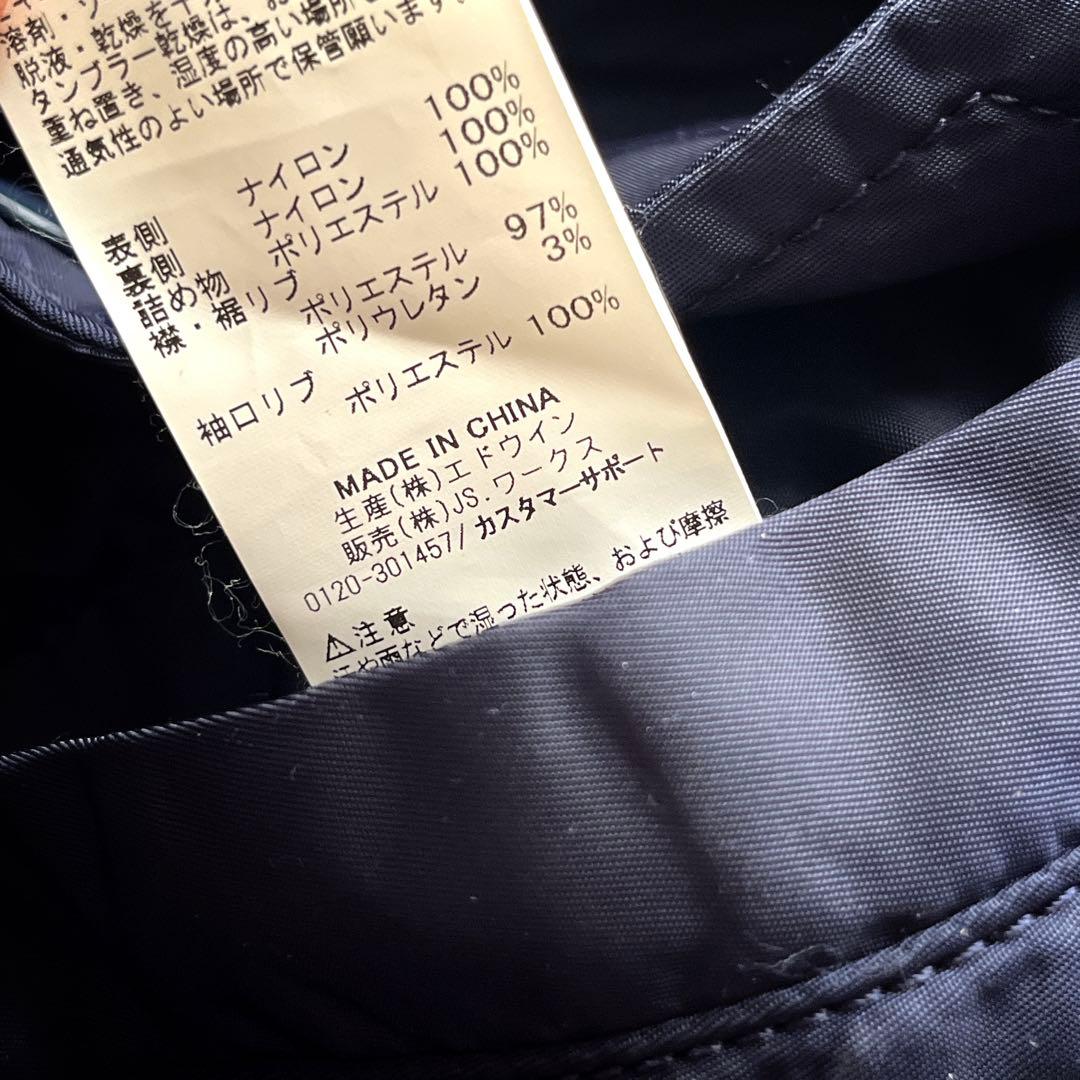 溶剤・
脱液・乾燥を
タンブラー乾燥は、お
重ね置き、湿度の高い場所
通気性のよい場所で保管願います。
表側 ナイロン 100%
裏側 ナイロン 100%
詰め物 ポリエステル 100%
襟・裾リブ ポリエステル 97%
ポリウレタン 3%
袖口リブ ポリエステル 100%
MADE IN CHINA
生産(株)エドウイン
販売(株)JS.ワークス
0120-301457/カスタマーサポート
⚠注意
汗や雨などで湿った状態、および摩擦